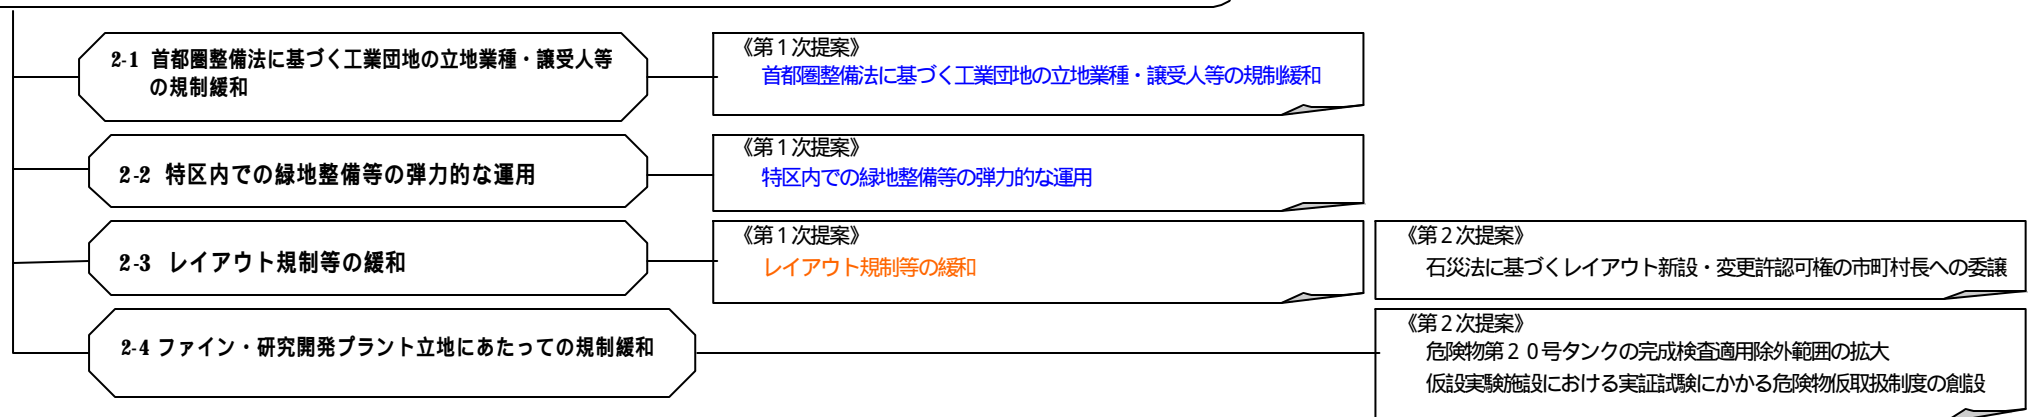 2-1 首都圏整備法に基づく工業団地の立地業種・譲受人等
の規制緩和
《第1次提案》
首都圏整備法に基づく工業団地の立地業種・譲受人等の規制緩和
2-2 特区内での緑地整備等の弾力的な運用
《第1次提案》
特区内での緑地整備等の弾力的な運用
2-3 レイアウト規制等の緩和
《第1次提案》
レイアウト規制等の緩和
《第2次提案》
石災法に基づくレイアウト新設・変更許認可権の市町村長への委譲
2-4 ファイン・研究開発プラント立地にあたっての規制緩和
《第2次提案》
危険物第20号タンクの完成検査適用除外範囲の拡大
仮設実験施設における実証試験にかかる危険物仮取扱制度の創設